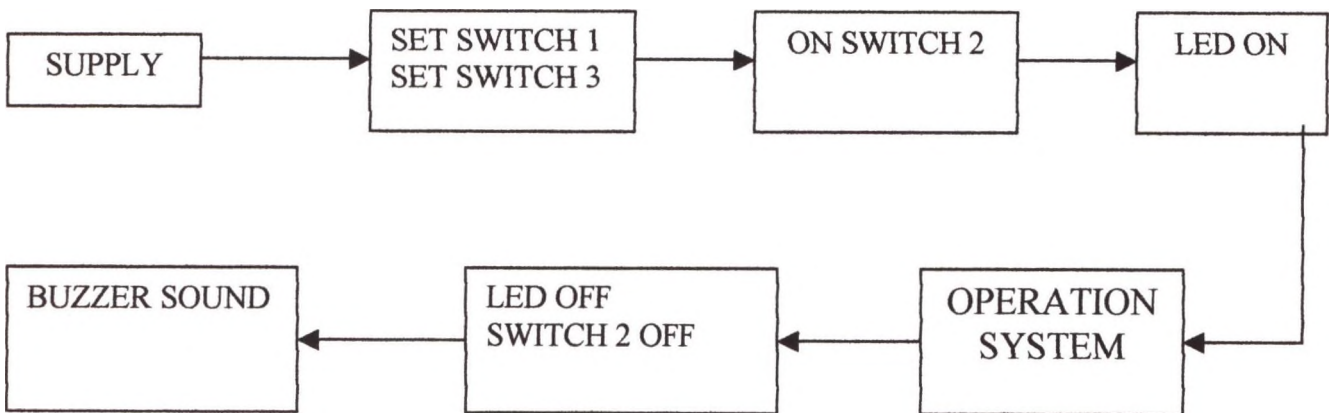 SUPPLY
SET SWITCH 1
SET SWITCH 3
ON SWITCH 2
LED ON
OPERATION
SYSTEM
LED OFF
SWITCH 2 OFF
BUZZER SOUND